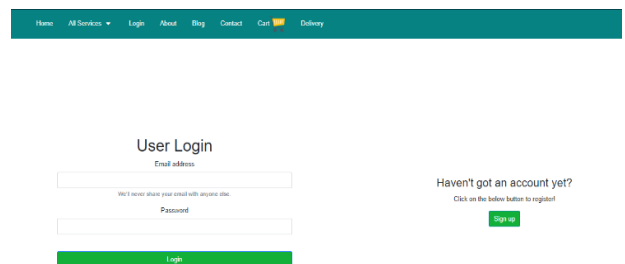 Home All Services Login About Blog Contact Cart Delivery
User Login
Email address
We'll never share your email with anyone else.
Password
Login
Haven't got an account yet?
Click on the below button to register!
Sign up